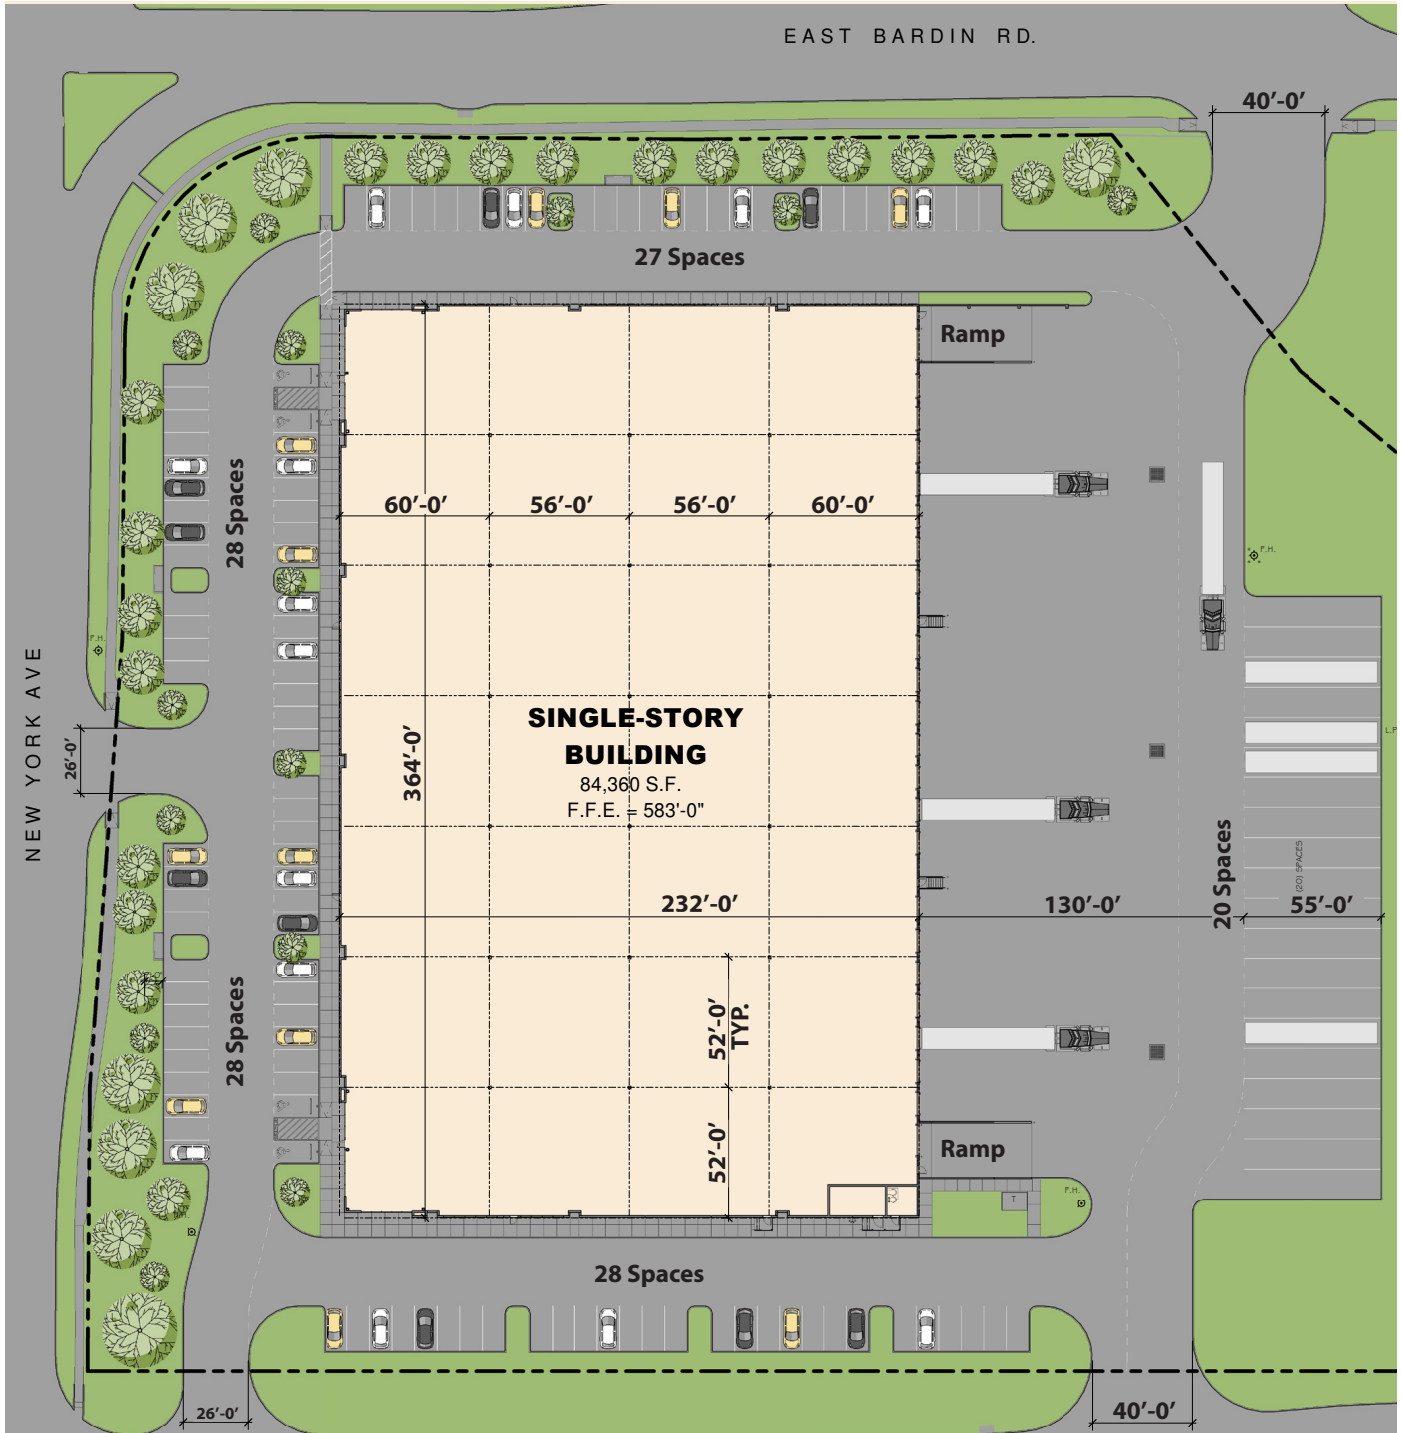 EAST BARDIN RD.
40'-0'
27 Spaces
Ramp
28 Spaces
60'-0'
56'-0'
56'-0'
60'-0'
F.H.
F.H.
NEW YORK AVE
26'-0'
364'-0'
SINGLE-STORY
BUILDING
84,360 S.F.
F.F.E. = 583'-0"
L.P
20 Spaces
(20) SPACES
232'-0'
130'-0'
55'-0'
28 Spaces
52'-0'
TYP.
52'-0'
Ramp
T
F.H.
28 Spaces
26'-0'
40'-0'